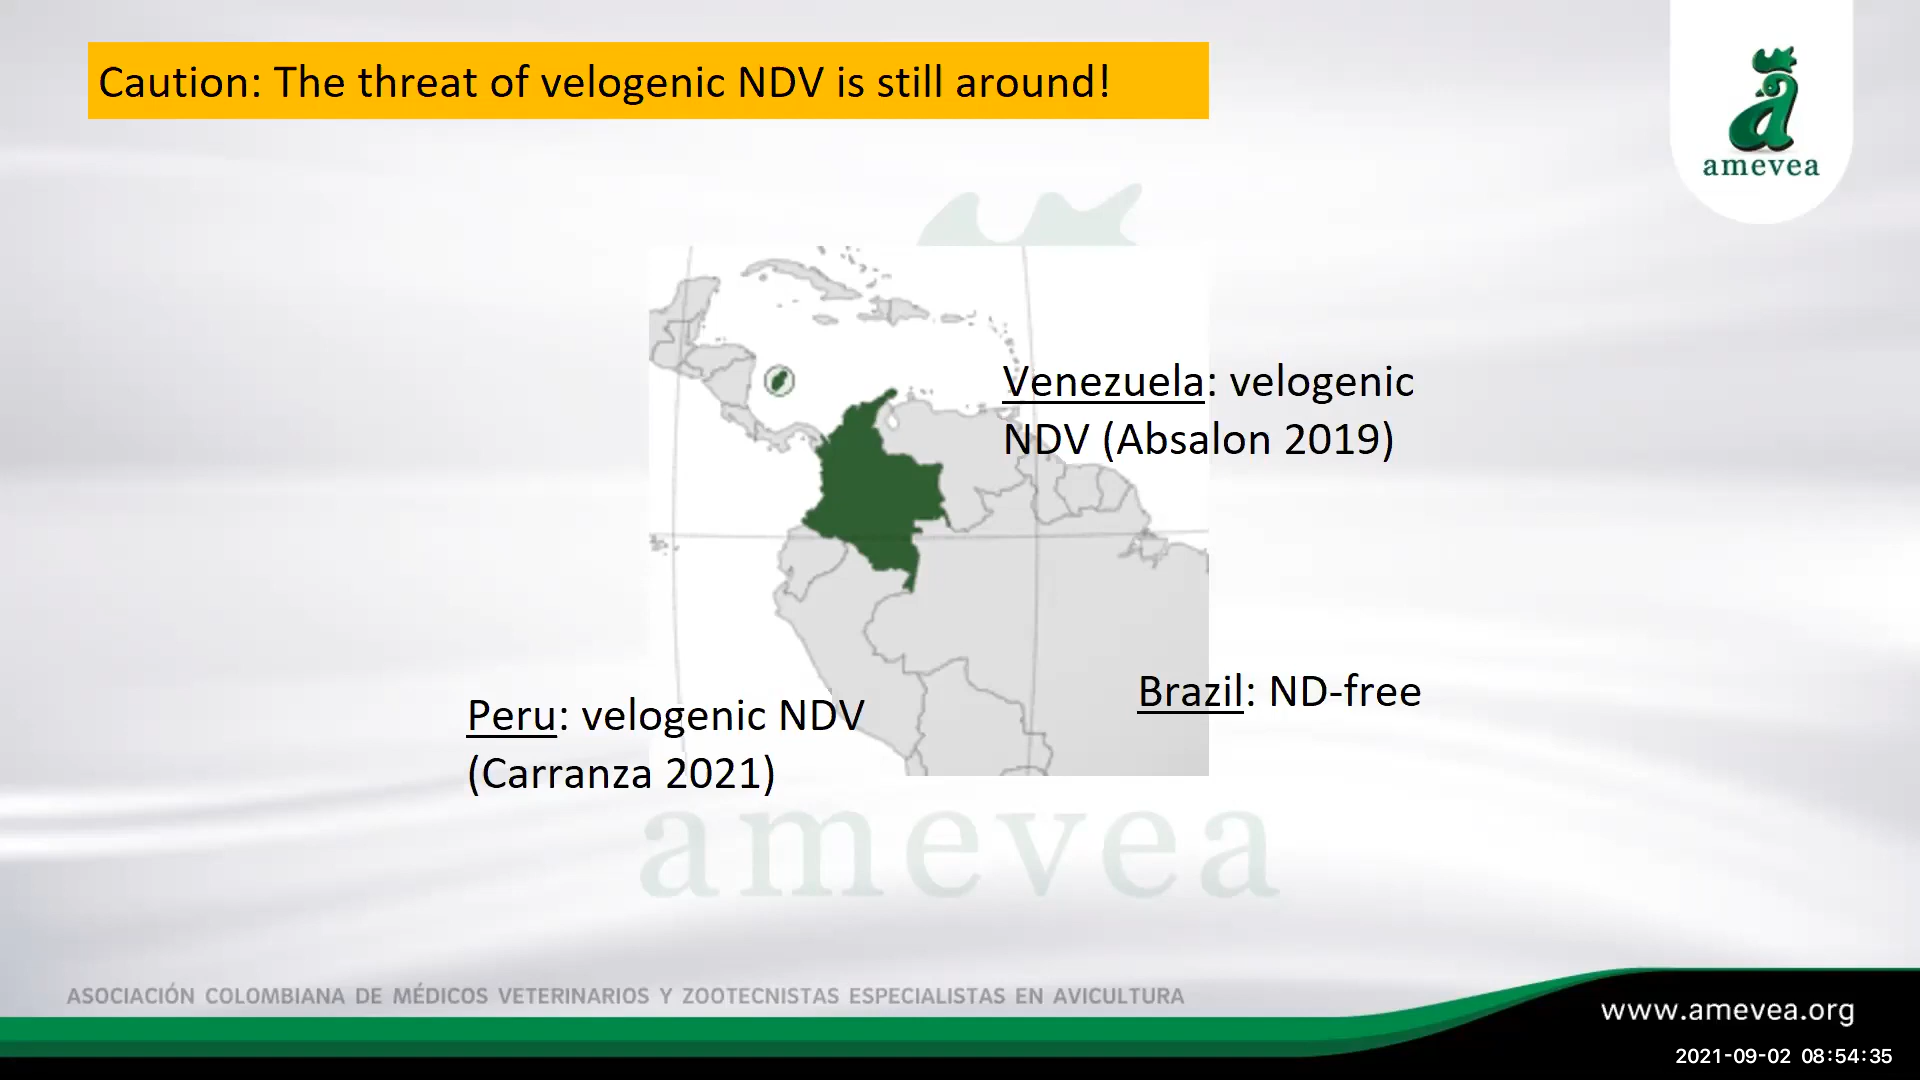 Caution: The threat of velogenic NDV is still around!
amevea
Venezuela: velogenic
NDV (Absalon 2019)
Brazil: ND-free
Peru: velogenic NDV
(Carranza 2021)
amevea
ASOCIACIÓN COLOMBIANA DE MÉDICOS VETERINARIOS Y ZOOTECNISTAS ESPECIALISTAS EN AVICULTURA
www.amevea.org
2021-09-02 08:54:35